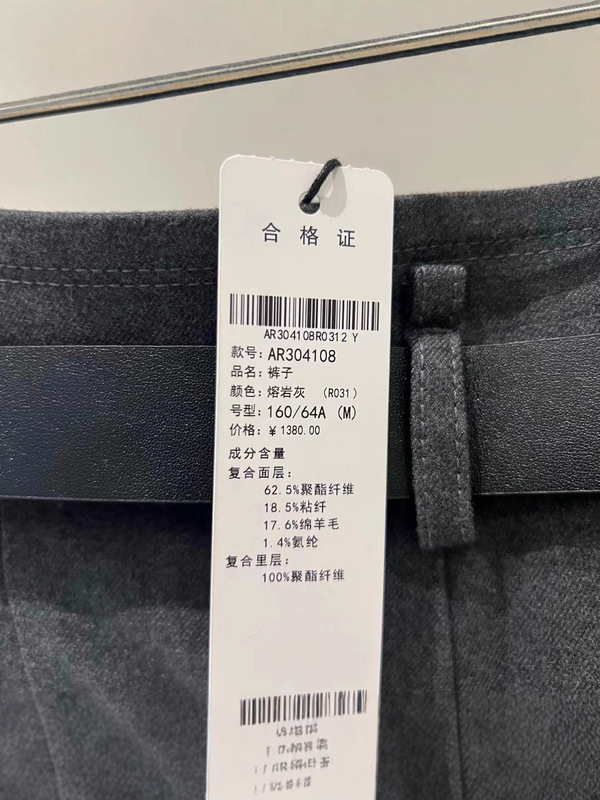 合格证
AR304108R0312 Y
款号: AR304108
品名: 裤子
颜色: 熔岩灰 (R031)
号型: 160/64A (M)
价格: ¥1380.00
成分含量
复合面层:
62.5%聚酯纤维
18.5%粘纤
17.6%绵羊毛
1.4%氨纶
复合里层:
100%聚酯纤维